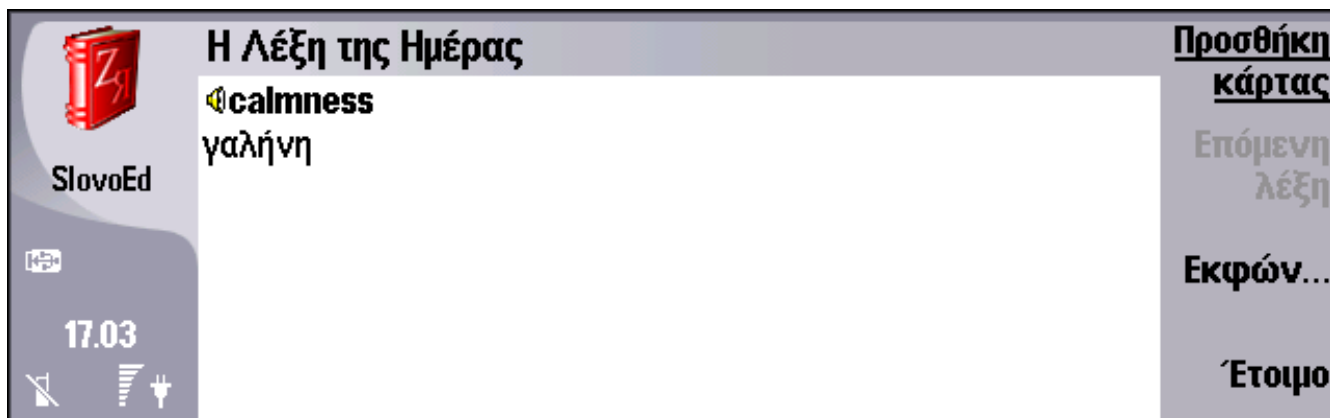 Η Λέξη της Ημέρας
calmness
γαλήνη
SlovoEd
17.03
Προσθήκη
κάρτας
Επόμενη
λέξη
Εκφών...
Έτοιμο